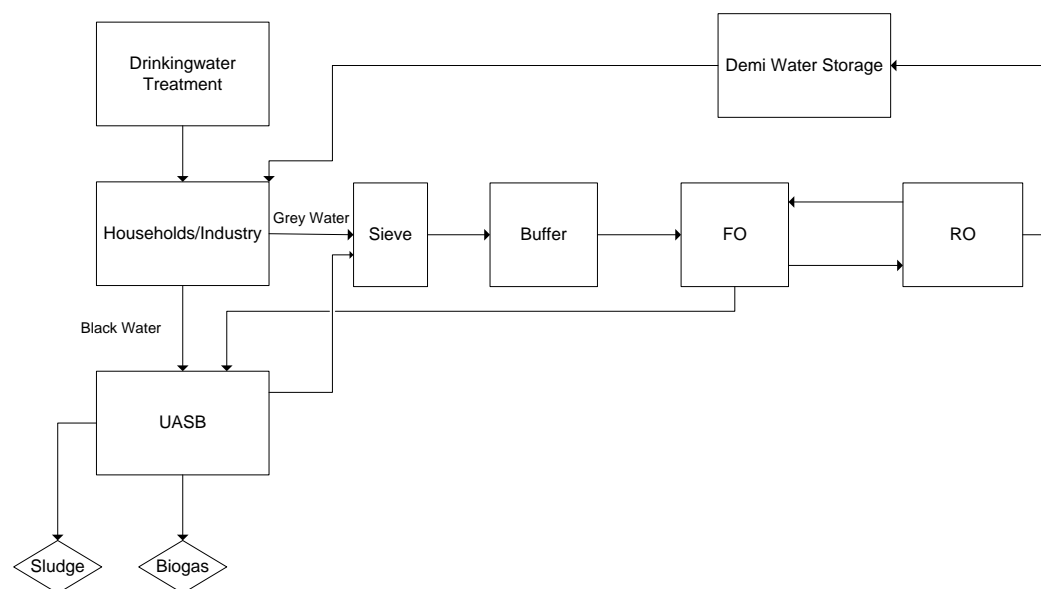 Drinkingwater
Treatment
Demi Water Storage
Households/Industry
Grey Water
Sieve
Buffer
FO
RO
Black Water
UASB
Sludge
Biogas